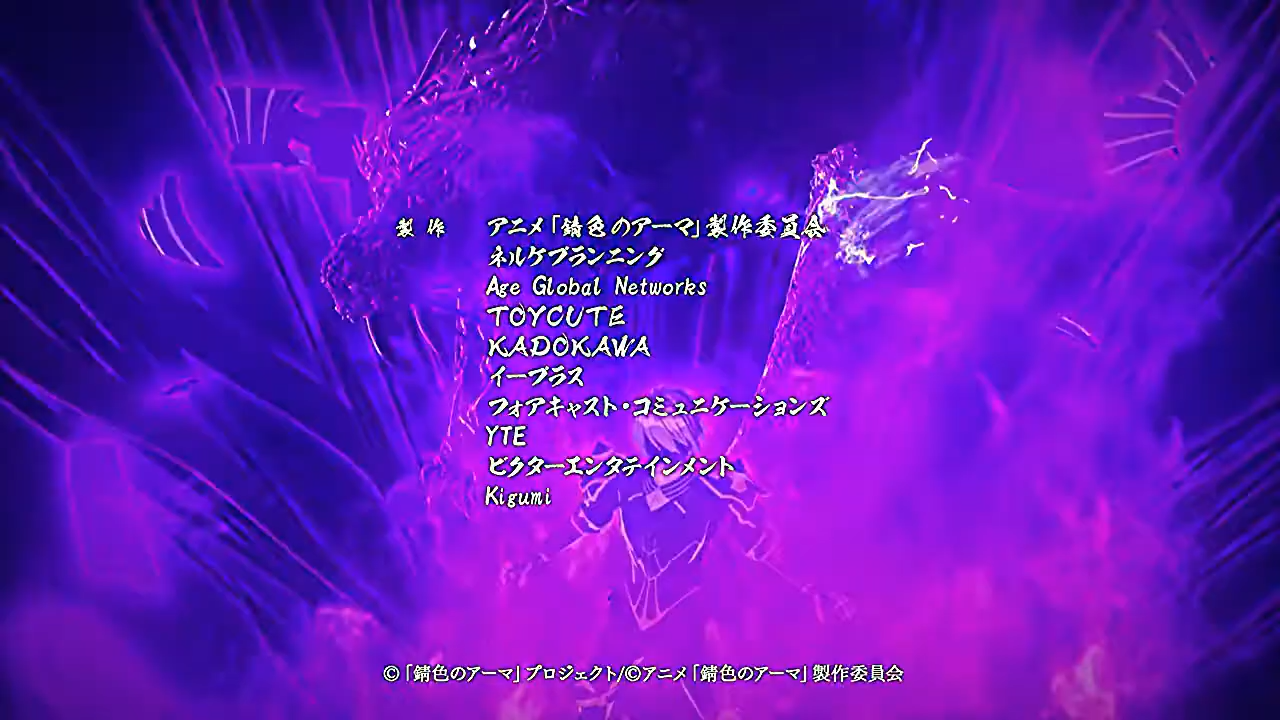 製作 アニメ「錆色のアーマ」製作委員会
ネルケプランニング
Age Global Networks
TOYCUTE
KADOKAWA
イープラス
フォアキャスト・コミュニケーションズ
YTE
ビクターエンタテインメント
Kigumi
©「錆色のアーマ」プロジェクト/©アニメ「錆色のアーマ」製作委員会